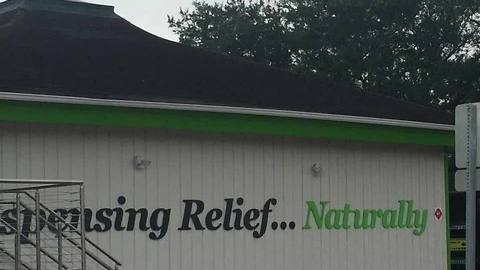 spensing Relief... Naturally